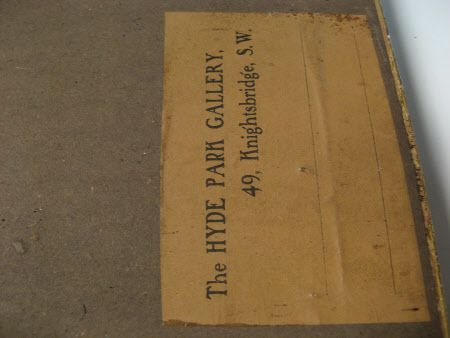 The HYDE PARK GALLERY,
49, Knightsbridge, S.W.